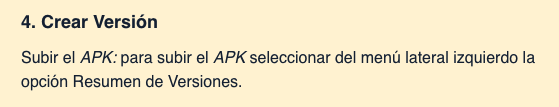 4. Crear Versión
Subir el APK: para subir el APK seleccionar del menú lateral izquierdo la
opción Resumen de Versiones.